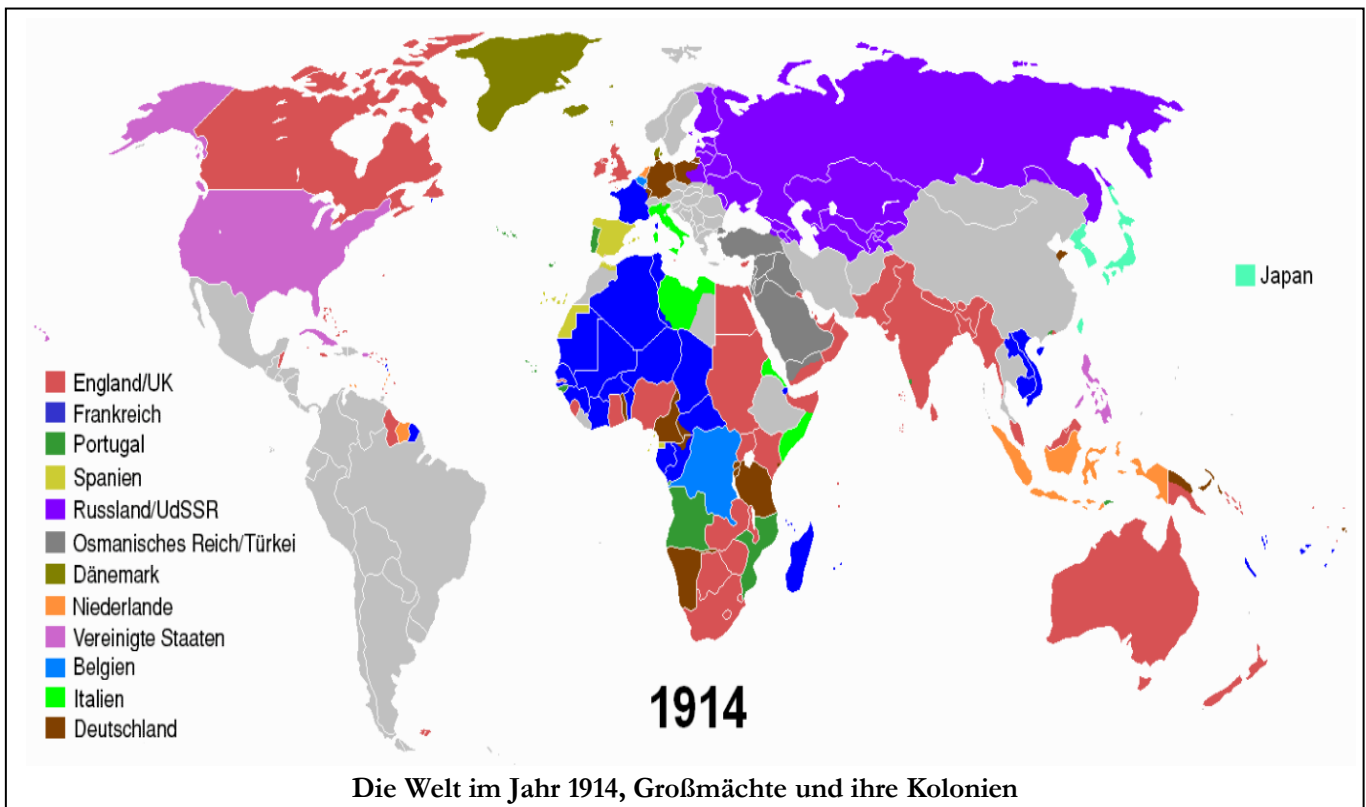 Japan
England/UK
Frankreich
Portugal
Spanien
Russland/UdSSR
Osmanisches Reich/Türkei
Dänemark
Niederlande
Vereinigte Staaten
Belgien
Italien
Deutschland
1914
Die Welt im Jahr 1914, Großmächte und ihre Kolonien